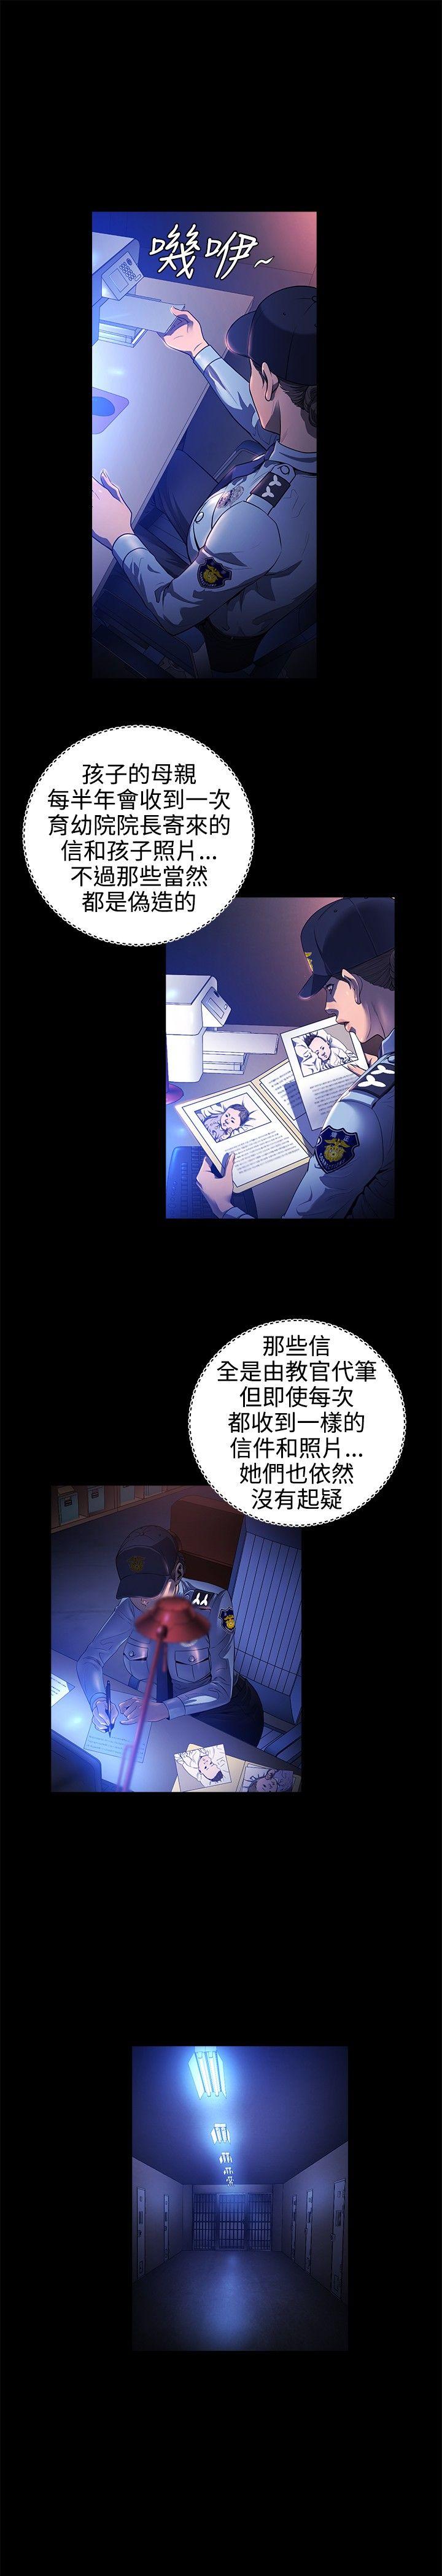 嘰咿~
孩子的母親
每半年會收到一次
育幼院院長寄來的
信和孩子照片...
不過那些當然
都是偽造的
那些信
全是由教官代筆
但即使每次
都收到一樣的
信件和照片...
她們也依然
沒有起疑